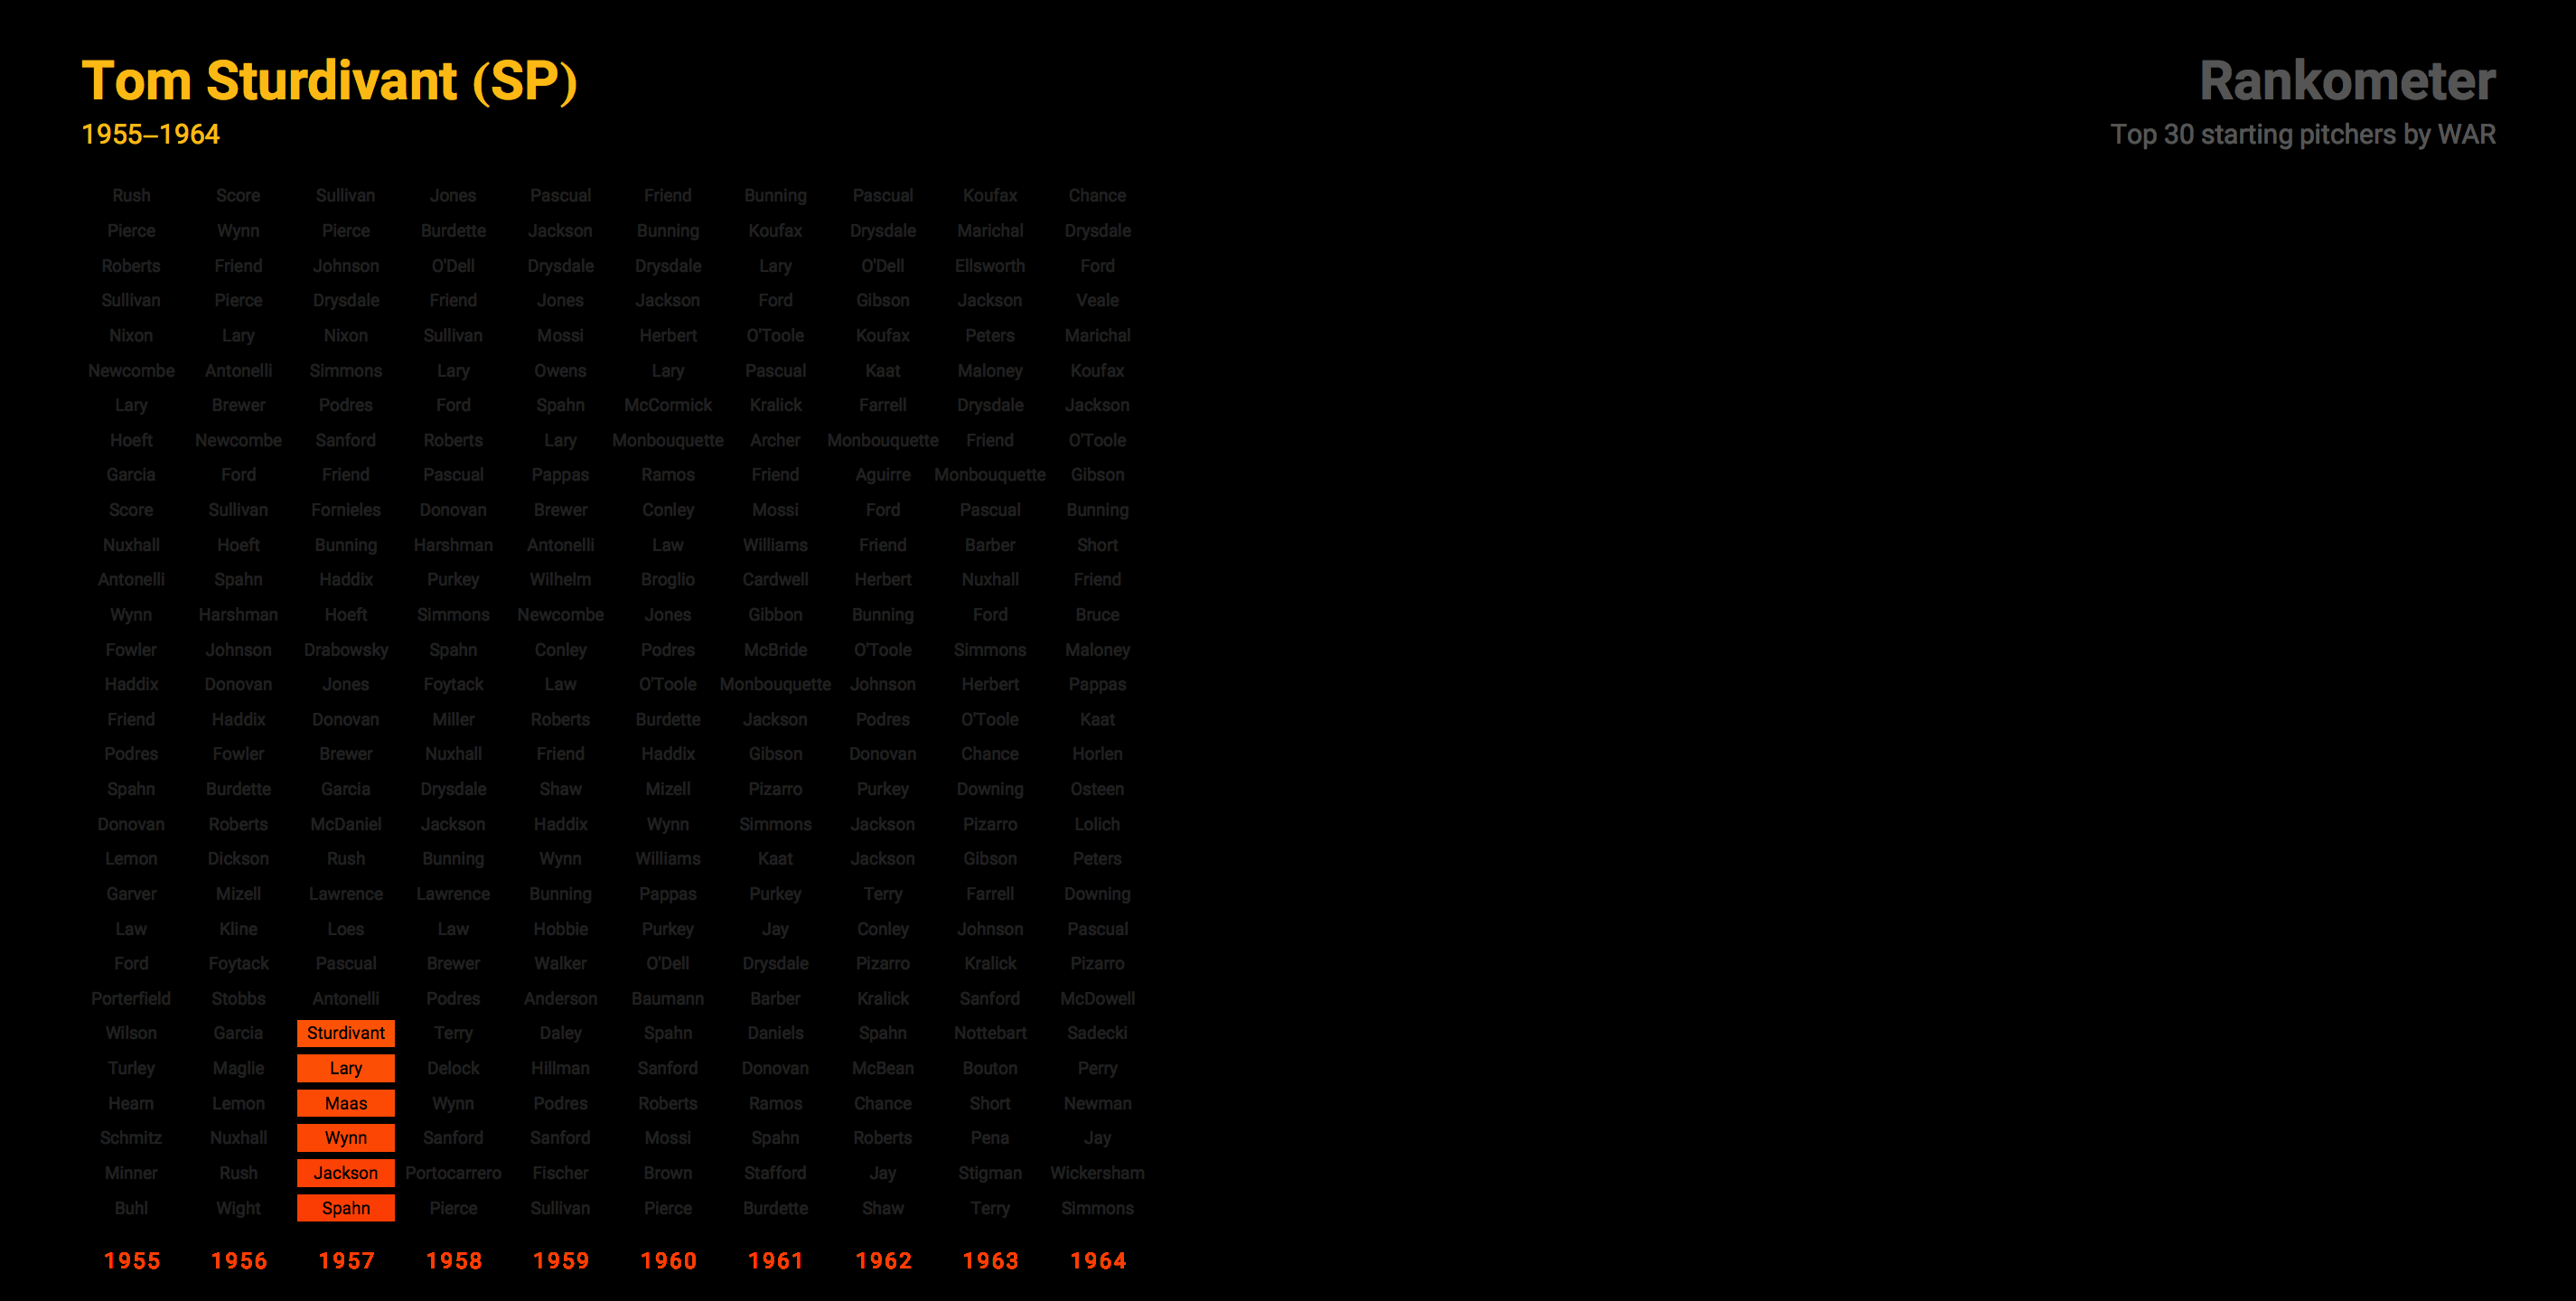 Tom Sturdivant (SP)
1955–1964
Rankometer
Top 30 starting pitchers by WAR
Rush Score Sullivan Jones Pascual Friend Bunning Pascual Koufax Chance
Pierce Wynn Pierce Burdette Jackson Bunning Koufax Drysdale Marichal Drysdale
Roberts Friend Johnson O'Dell Drysdale Drysdale Lary O'Dell Ellsworth Ford
Sullivan Pierce Drysdale Friend Jones Jackson Ford Gibson Jackson Veale
Nixon Lary Nixon Sullivan Mossi Herbert O'Toole Koufax Peters Marichal
Newcombe Antonelli Simmons Lary Owens Lary Pascual Kaat Maloney Koufax
Lary Brewer Podres Ford Spahn McCormick Kralick Farrell Drysdale Jackson
Hoeft Newcombe Sanford Roberts Lary Monbouquette Archer Monbouquette Friend O'Toole
Garcia Ford Friend Pascual Pappas Ramos Friend Aguirre Monbouquette Gibson
Score Sullivan Fornieles Donovan Brewer Conley Mossi Ford Pascual Bunning
Nuxhall Hoeft Bunning Harshman Antonelli Law Williams Friend Barber Short
Antonelli Spahn Haddix Purkey Wilhelm Broglio Cardwell Herbert Nuxhall Friend
Wynn Harshman Hoeft Simmons Newcombe Jones Gibbon Bunning Ford Bruce
Fowler Johnson Drabowsky Spahn Conley Podres McBride O'Toole Simmons Maloney
Haddix Donovan Jones Foytack Law O'Toole Monbouquette Johnson Herbert Pappas
Friend Haddix Donovan Miller Roberts Burdette Jackson Podres O'Toole Kaat
Podres Fowler Brewer Nuxhall Friend Haddix Gibson Donovan Chance Horlen
Spahn Burdette Garcia Drysdale Shaw Mizell Pizarro Purkey Downing Osteen
Donovan Roberts McDaniel Jackson Haddix Wynn Simmons Jackson Pizarro Lolich
Lemon Dickson Rush Bunning Wynn Williams Kaat Jackson Gibson Peters
Garver Mizell Lawrence Lawrence Bunning Pappas Purkey Terry Farrell Downing
Law Kline Loes Law Hobbie Purkey Jay Conley Johnson Pascual
Ford Foytack Pascual Brewer Walker O'Dell Drysdale Pizarro Kralick Pizarro
Porterfield Stobbs Antonelli Podres Anderson Baumann Barber Kralick Sanford McDowell
Wilson Garcia Sturdivant Terry Daley Spahn Daniels Spahn Nottebart Sadecki
Turley Maglie Lary Delock Hillman Sanford Donovan McBean Bouton Perry
Hearn Lemon Maas Wynn Podres Roberts Ramos Chance Short Newman
Schmitz Nuxhall Wynn Sanford Sanford Mossi Spahn Roberts Pena Jay
Minner Rush Jackson Portocarrero Fischer Brown Stafford Jay Stigman Wickersham
Buhl Wight Spahn Pierce Sullivan Pierce Burdette Shaw Terry Simmons
1955 1956 1957 1958 1959 1960 1961 1962 1963 1964